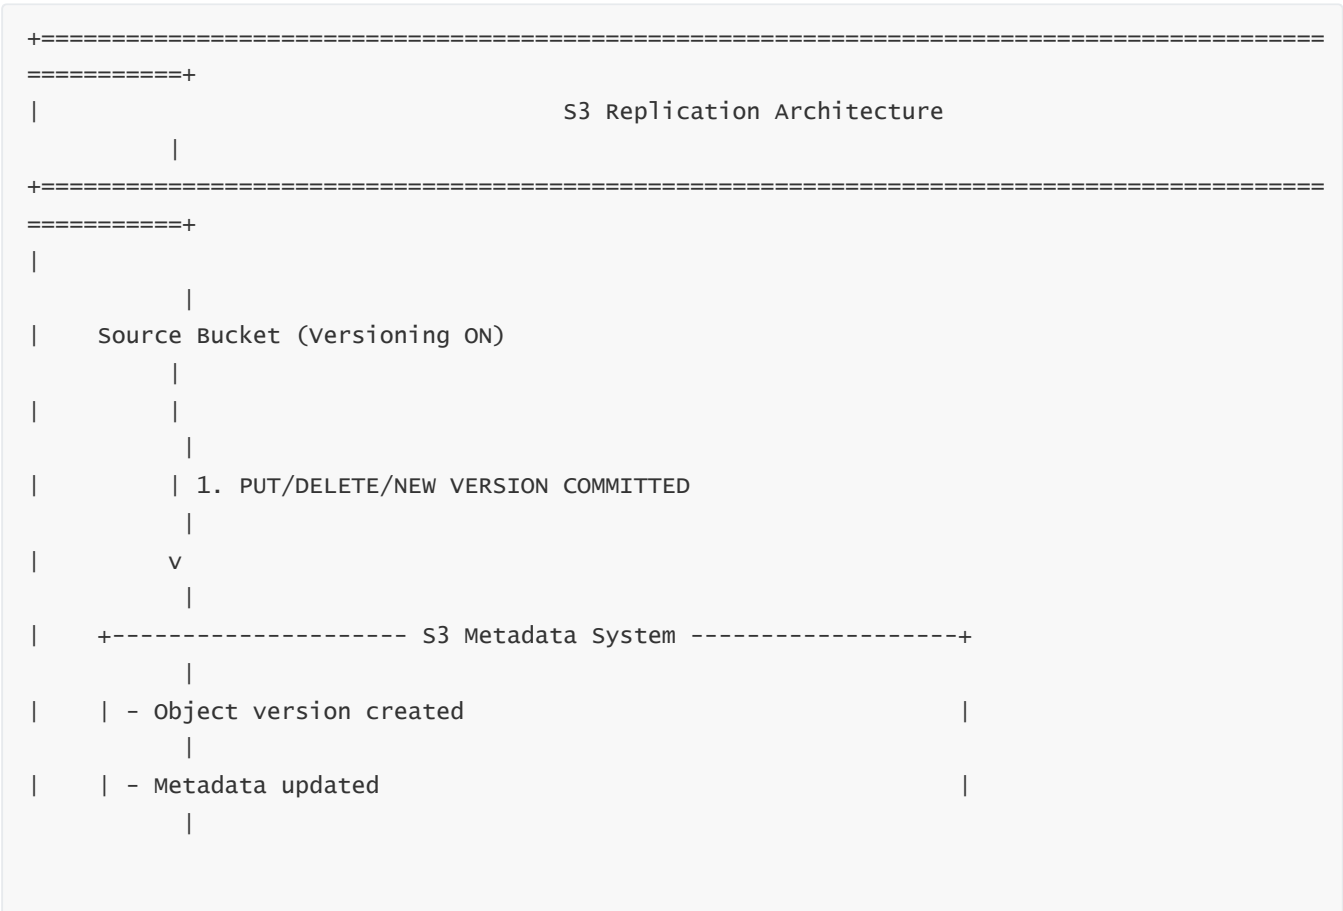 +===========================================================================================
===========+
|                                     S3 Replication Architecture
          |
+===========================================================================================
===========+
|
           |
|    Source Bucket (Versioning ON)
          |
|         |
           |
|         | 1. PUT/DELETE/NEW VERSION COMMITTED
           |
|         v
           |
|    +--------------------- S3 Metadata System -------------------+
           |
|    | - Object version created                                   |
           |
|    | - Metadata updated                                         |
           |